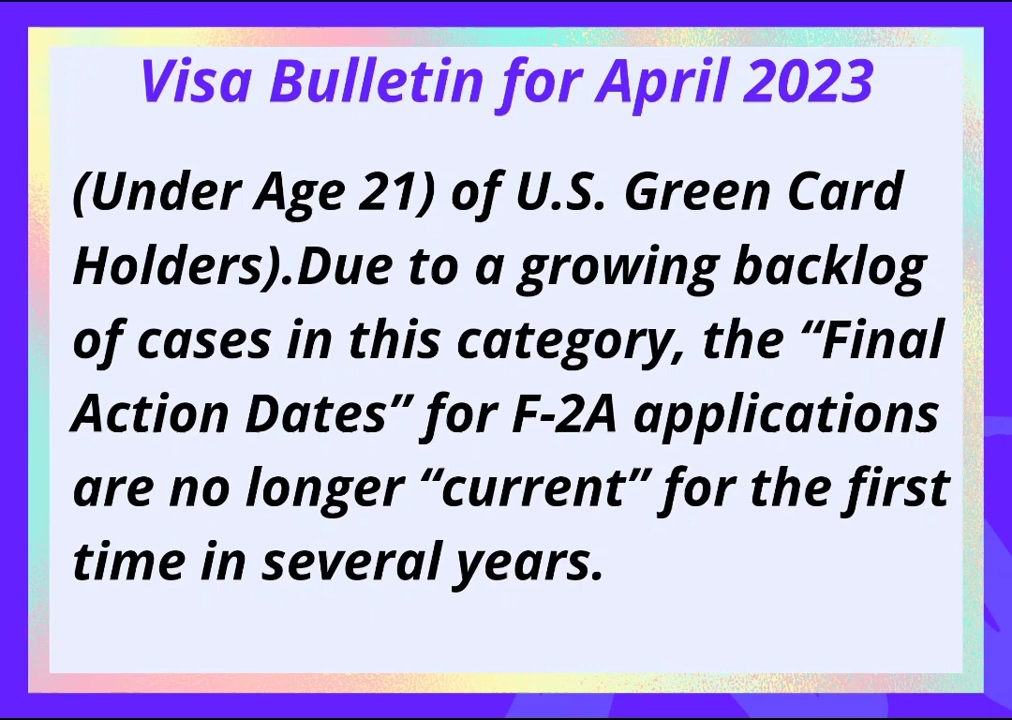 Visa Bulletin for April 2023
(Under Age 21) of U.S. Green Card
Holders).Due to a growing backlog
of cases in this category, the “Final
Action Dates” for F-2A applications
are no longer “current” for the first
time in several years.